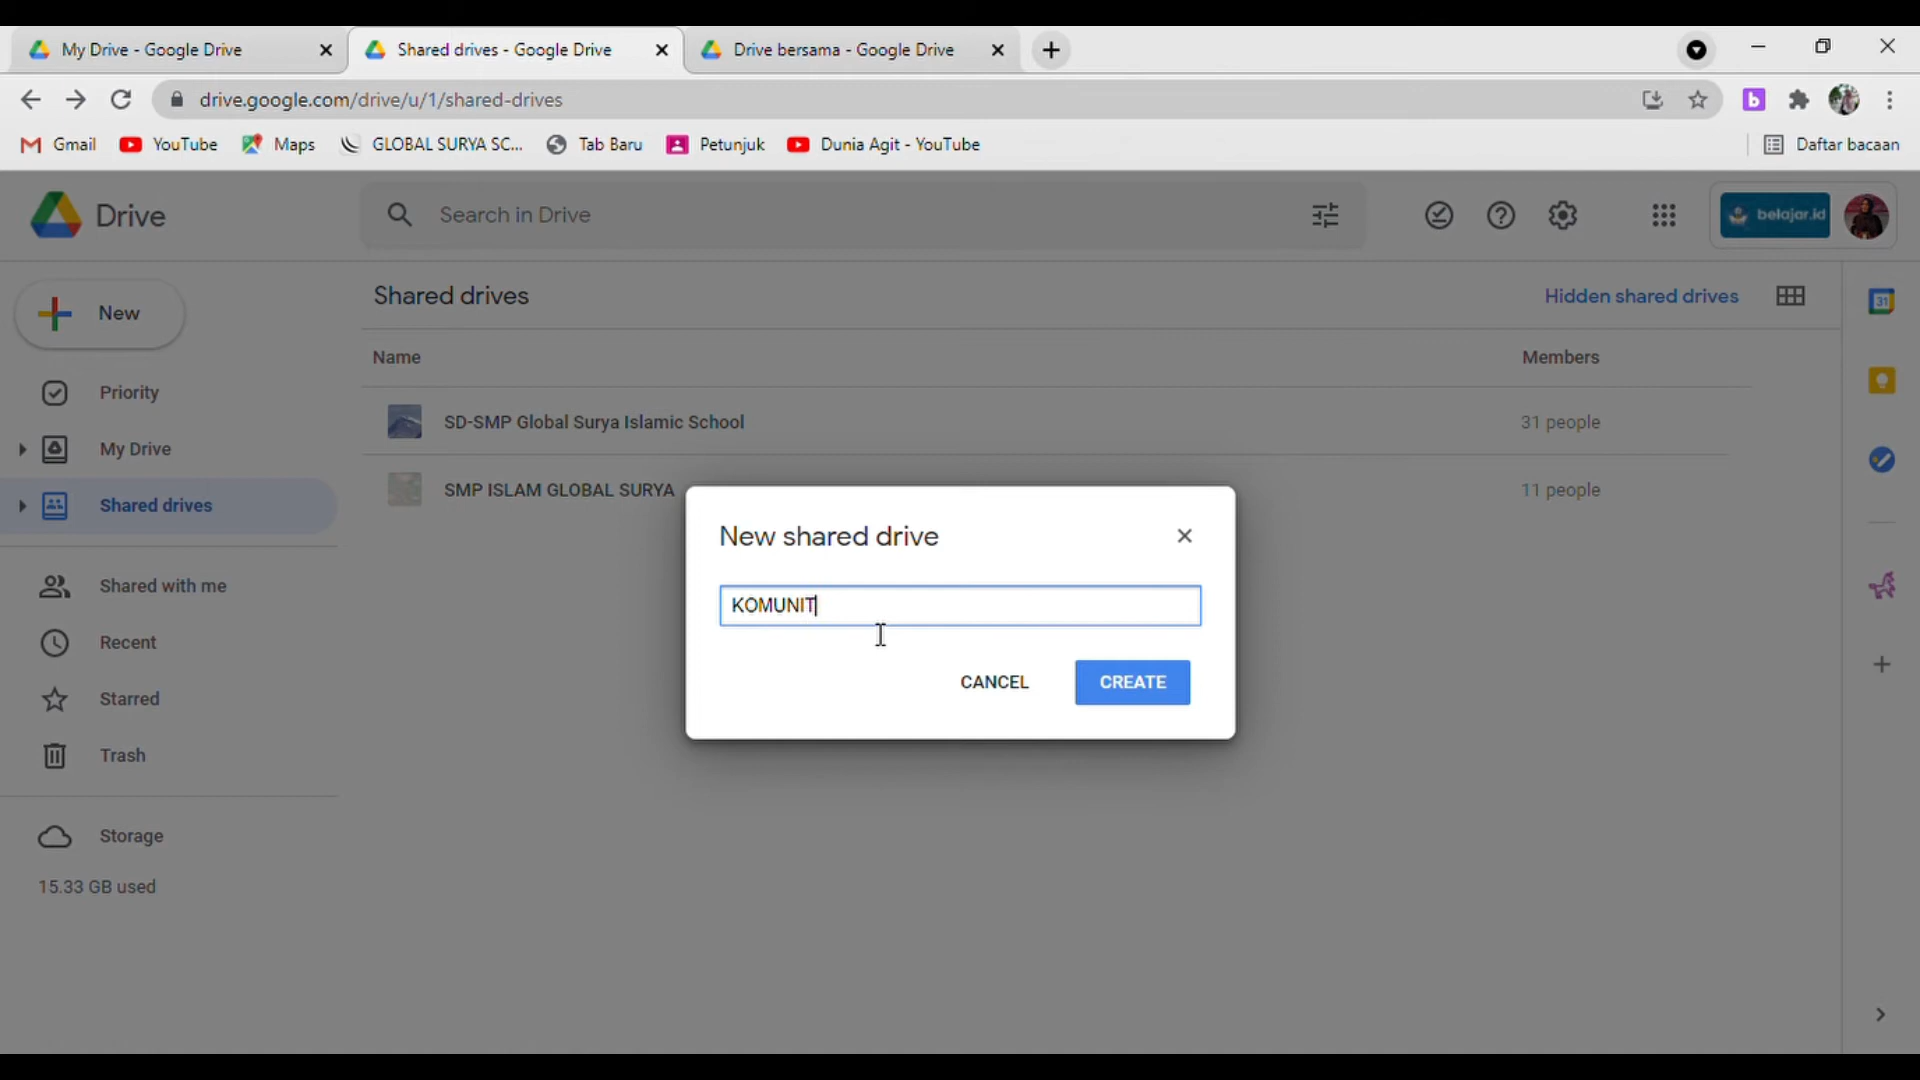 My Drive - Google Drive
Shared drives - Google Drive
Drive bersama - Google Drive
drive.google.com/drive/u/1/shared-drives
b
Gmail
YouTube
Maps
GLOBAL SURYA SC...
Tab Baru
Petunjuk
Dunia Agit - YouTube
Daftar bacaan
Drive
Search in Drive
belajar.id
New
Shared drives
Hidden shared drives
31
Name
Members
Priority
SD-SMP Global Surya Islamic School
31 people
My Drive
SMP ISLAM GLOBAL SURYA
11 people
Shared drives
New shared drive
Shared with me
KOMUNIT
Recent
CANCEL
CREATE
Starred
Trash
Storage
15.33 GB used